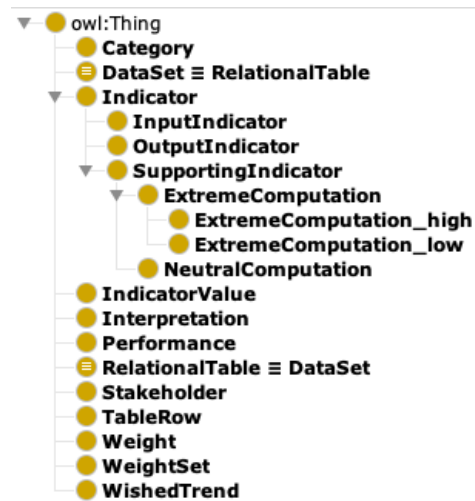 owl:Thing
Category
DataSet ≡ RelationalTable
Indicator
InputIndicator
OutputIndicator
SupportingIndicator
ExtremeComputation
ExtremeComputation_high
ExtremeComputation_low
NeutralComputation
IndicatorValue
Interpretation
Performance
RelationalTable ≡ DataSet
Stakeholder
TableRow
Weight
WeightSet
WishedTrend